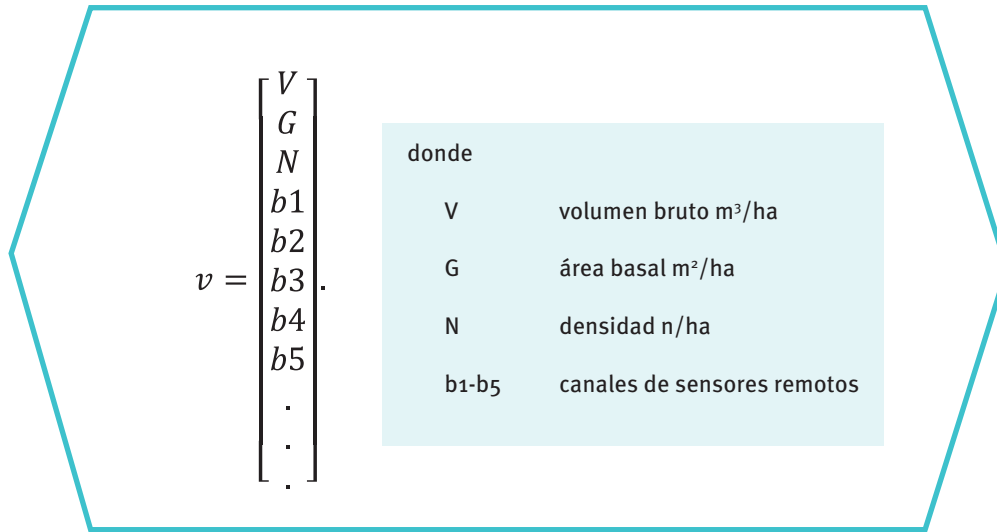 V
G
N
b1
b2
v = b3 .
b4
b5
.
.
.
donde
V volumen bruto m³/ha
G área basal m²/ha
N densidad n/ha
b1-b5 canales de sensores remotos